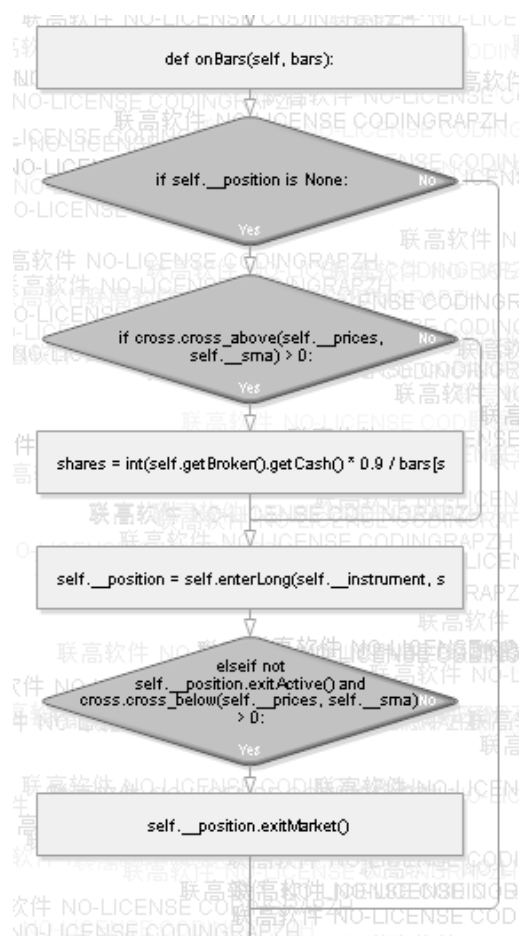 def onBars(self, bars):
if self.__position is None:
No
Yes
if cross.cross_above(self.__prices,
self.__sma) > 0:
No
Yes
shares = int(self.getBroker().getCash() * 0.9 / bars[s
self.__position = self.enterLong(self.__instrument, s
elseif not
self.__position.exitActive() and
cross.cross_below(self.__prices, self.__sma)
> 0:
No
Yes
self.__position.exitMarket()
联高软件 NO-LICENSE CODINGRAPZH